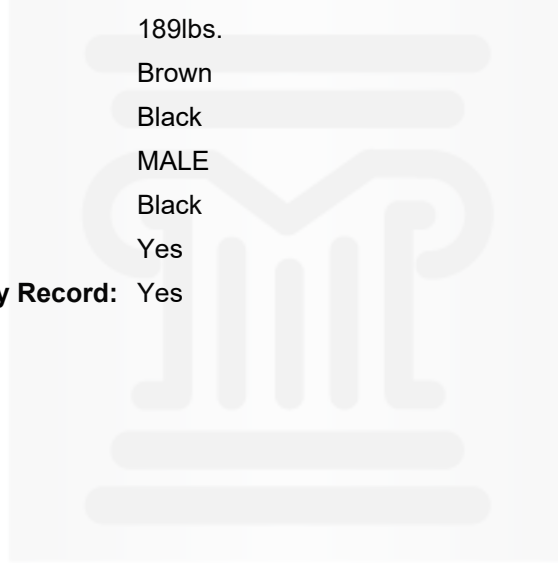 189lbs.
Brown
Black
MALE
Black
Yes
y Record: Yes